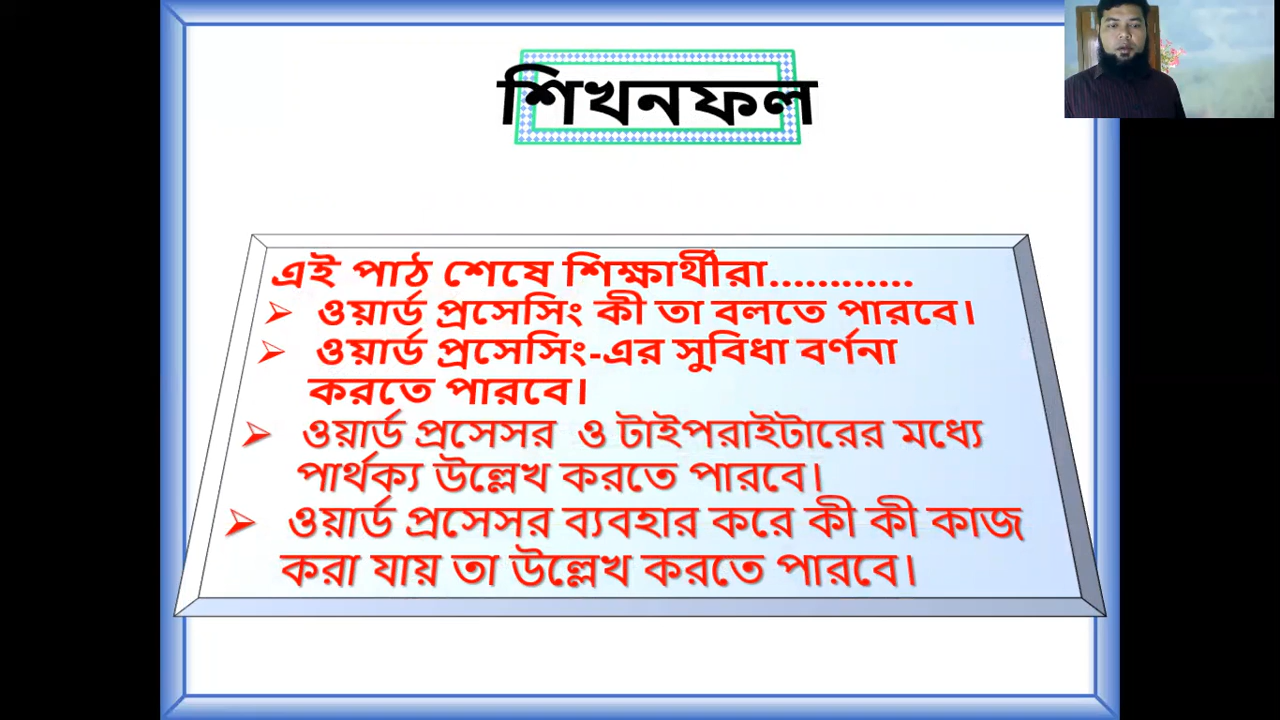 শিখনফল
এই পাঠ শেষে শিক্ষার্থীরা............
➢ ওয়ার্ড প্রসেসিং কী তা বলতে পারবে।
➢ ওয়ার্ড প্রসেসিং-এর সুবিধা বর্ণনা
করতে পারবে।
➢ ওয়ার্ড প্রসেসর ও টাইপরাইটারের মধ্যে
পার্থক্য উল্লেখ করতে পারবে।
➢ ওয়ার্ড প্রসেসর ব্যবহার করে কী কী কাজ
করা যায় তা উল্লেখ করতে পারবে।